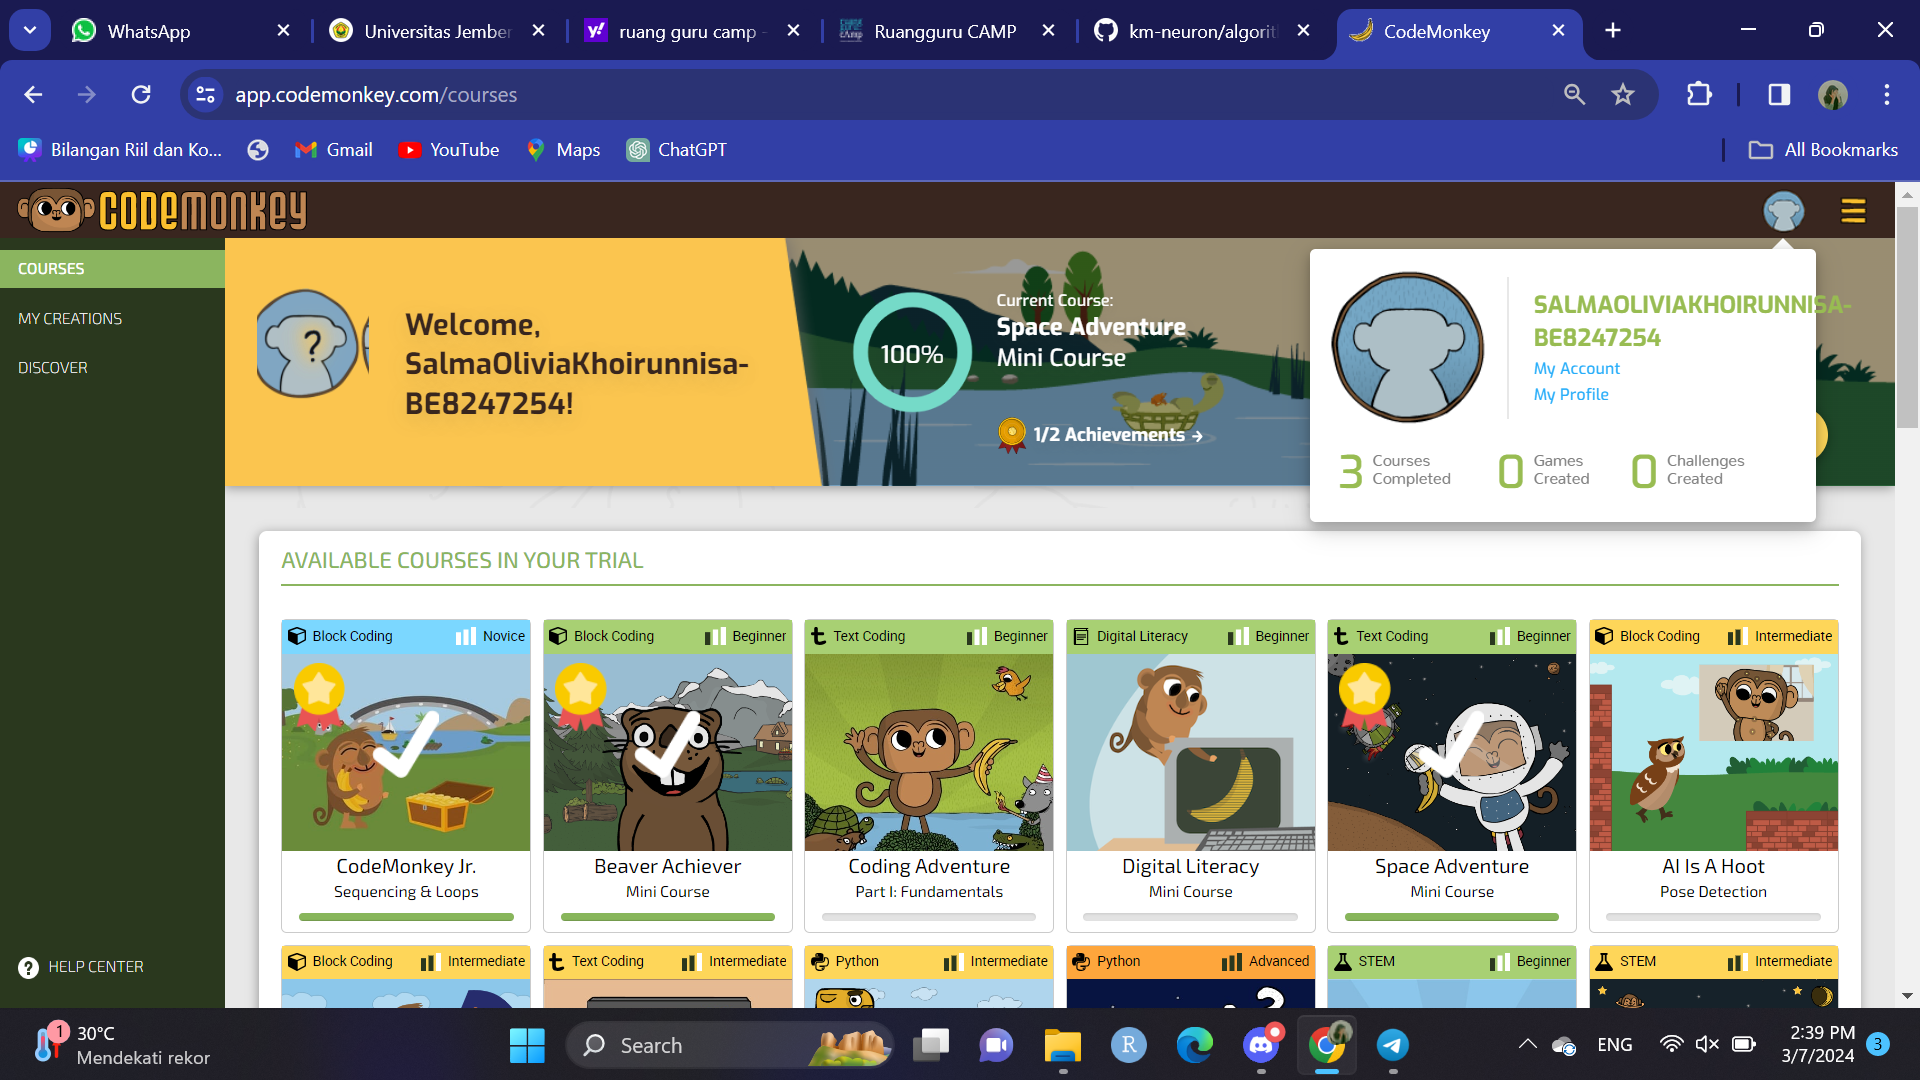 WhatsApp
Universitas Jember
ruang guru camp -
Ruangguru CAMP
km-neuron/algorit
CodeMonkey
app.codemonkey.com/courses
Bilangan Riil dan Ko...
Gmail
YouTube
Maps
ChatGPT
All Bookmarks
CODEMONKEY
COURSES
MY CREATIONS
DISCOVER
HELP CENTER
?
Welcome,
SalmaOliviaKhoirunnisa-
BE8247254!
100%
Current Course:
Space Adventure
Mini Course
1/2 Achievements →
SALMAOLIVIAKHOIRUNNISA-
BE8247254
My Account
My Profile
3 Courses Completed
0 Games Created
0 Challenges Created
AVAILABLE COURSES IN YOUR TRIAL
Block Coding Novice
CodeMonkey Jr.
Sequencing & Loops
Block Coding Beginner
Beaver Achiever
Mini Course
Text Coding Beginner
Coding Adventure
Part I: Fundamentals
Digital Literacy Beginner
Digital Literacy
Mini Course
Text Coding Beginner
Space Adventure
Mini Course
Block Coding Intermediate
AI Is A Hoot
Pose Detection
Block Coding Intermediate
Text Coding Intermediate
Python Intermediate
Python Advanced
STEM Beginner
STEM Intermediate
1
30°C
Mendekati rekor
Search
R
ENG
2:39 PM
3/7/2024
3